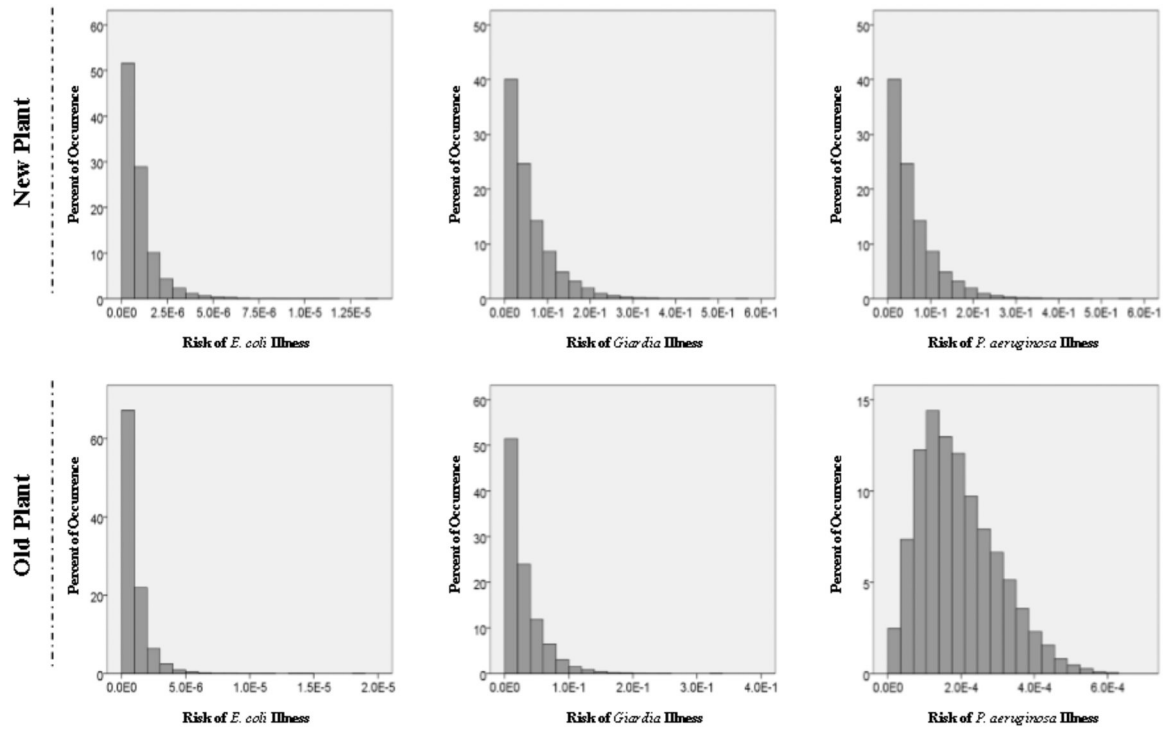 New Plant
Percent of Occurrence
60
50
40
30
20
10
0
0.0E0 2.5E-6 5.0E-6 7.5E-6 1.0E-5 1.25E-5
Risk of E. coli Illness
Percent of Occurrence
50
40
30
20
10
0
0.0E0 1.0E-1 2.0E-1 3.0E-1 4.0E-1 5.0E-1 6.0E-1
Risk of Giardia Illness
Percent of Occurrence
50
40
30
20
10
0
0.0E0 1.0E-1 2.0E-1 3.0E-1 4.0E-1 5.0E-1 6.0E-1
Risk of P. aeruginosa Illness
Old Plant
Percent of Occurrence
60
40
20
0
0.0E0 5.0E-6 1.0E-5 1.5E-5 2.0E-5
Risk of E. coli Illness
Percent of Occurrence
60
50
40
30
20
10
0
0.0E0 1.0E-1 2.0E-1 3.0E-1 4.0E-1
Risk of Giardia Illness
Percent of Occurrence
15
10
5
0
0.0E0 2.0E-4 4.0E-4 6.0E-4
Risk of P. aeruginosa Illness